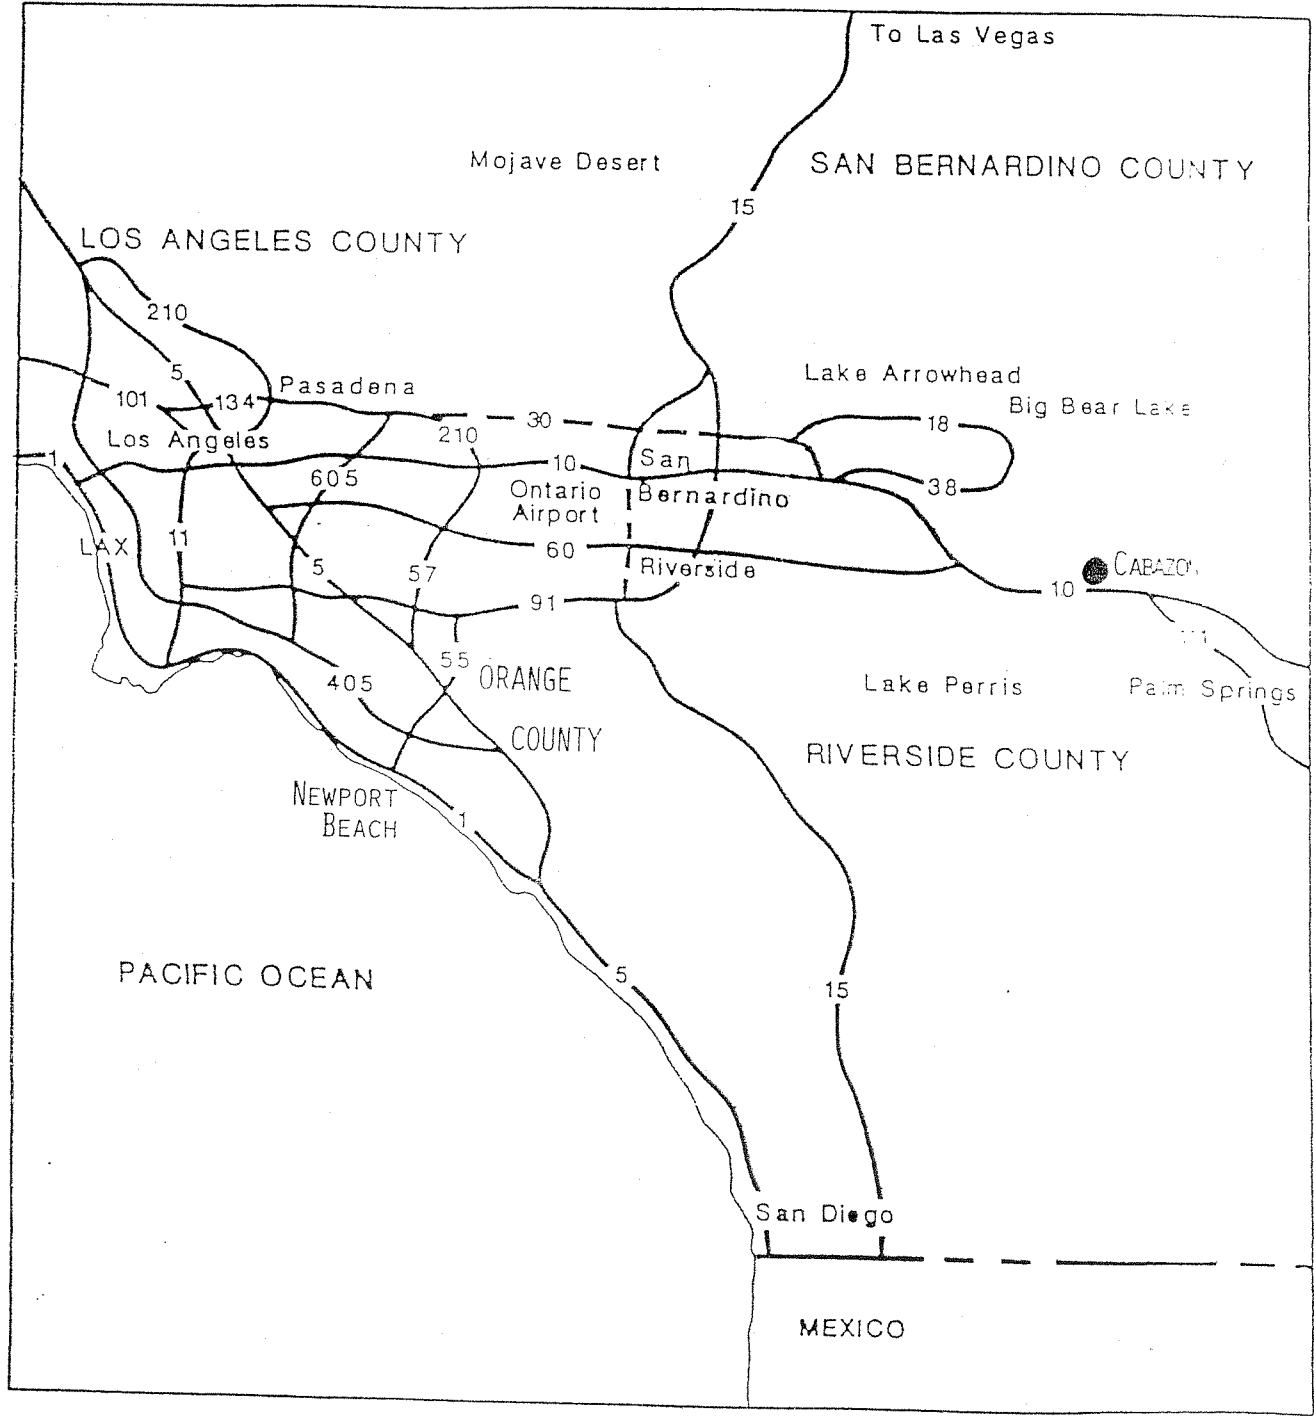 To Las Vegas
Mojave Desert
SAN BERNARDINO COUNTY
15
LOS ANGELES COUNTY
210
5
101
134
Pasadena
Lake Arrowhead
Big Bear Lake
18
30
210
Los Angeles
1
605
10
San
Bernardino
38
Ontario
Airport
LAX
11
60
Riverside
5
57
91
10
CABAZON
55
ORANGE
COUNTY
405
Lake Perris
Palm Springs
RIVERSIDE COUNTY
NEWPORT
BEACH
1
PACIFIC OCEAN
5
15
San Diego
MEXICO